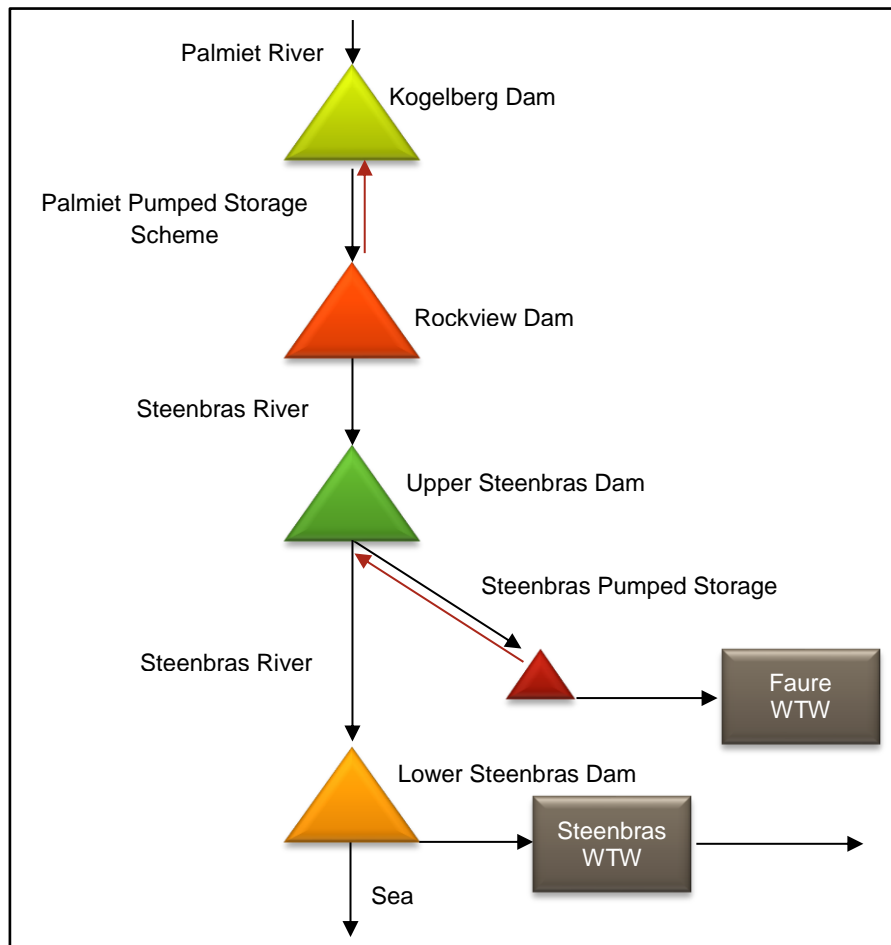 Palmiet River
Kogelberg Dam
Palmiet Pumped Storage
Scheme
Rockview Dam
Steenbras River
Upper Steenbras Dam
Steenbras Pumped Storage
Steenbras River
Faure
WTW
Lower Steenbras Dam
Steenbras
WTW
Sea